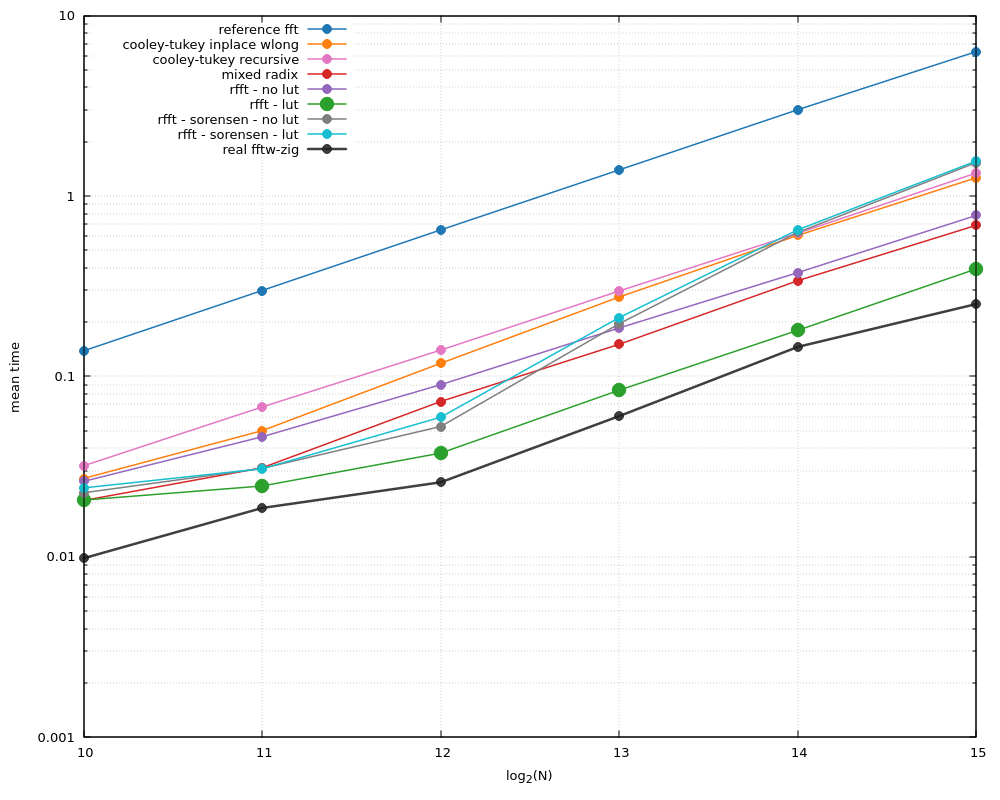 10
1
0.1
0.01
0.001
mean time
reference fft
cooley-tukey inplace wlong
cooley-tukey recursive
mixed radix
rfft - no lut
rfft - lut
rfft - sorensen - no lut
rfft - sorensen - lut
real fftw-zig
10 11 12 13 14 15
log2(N)